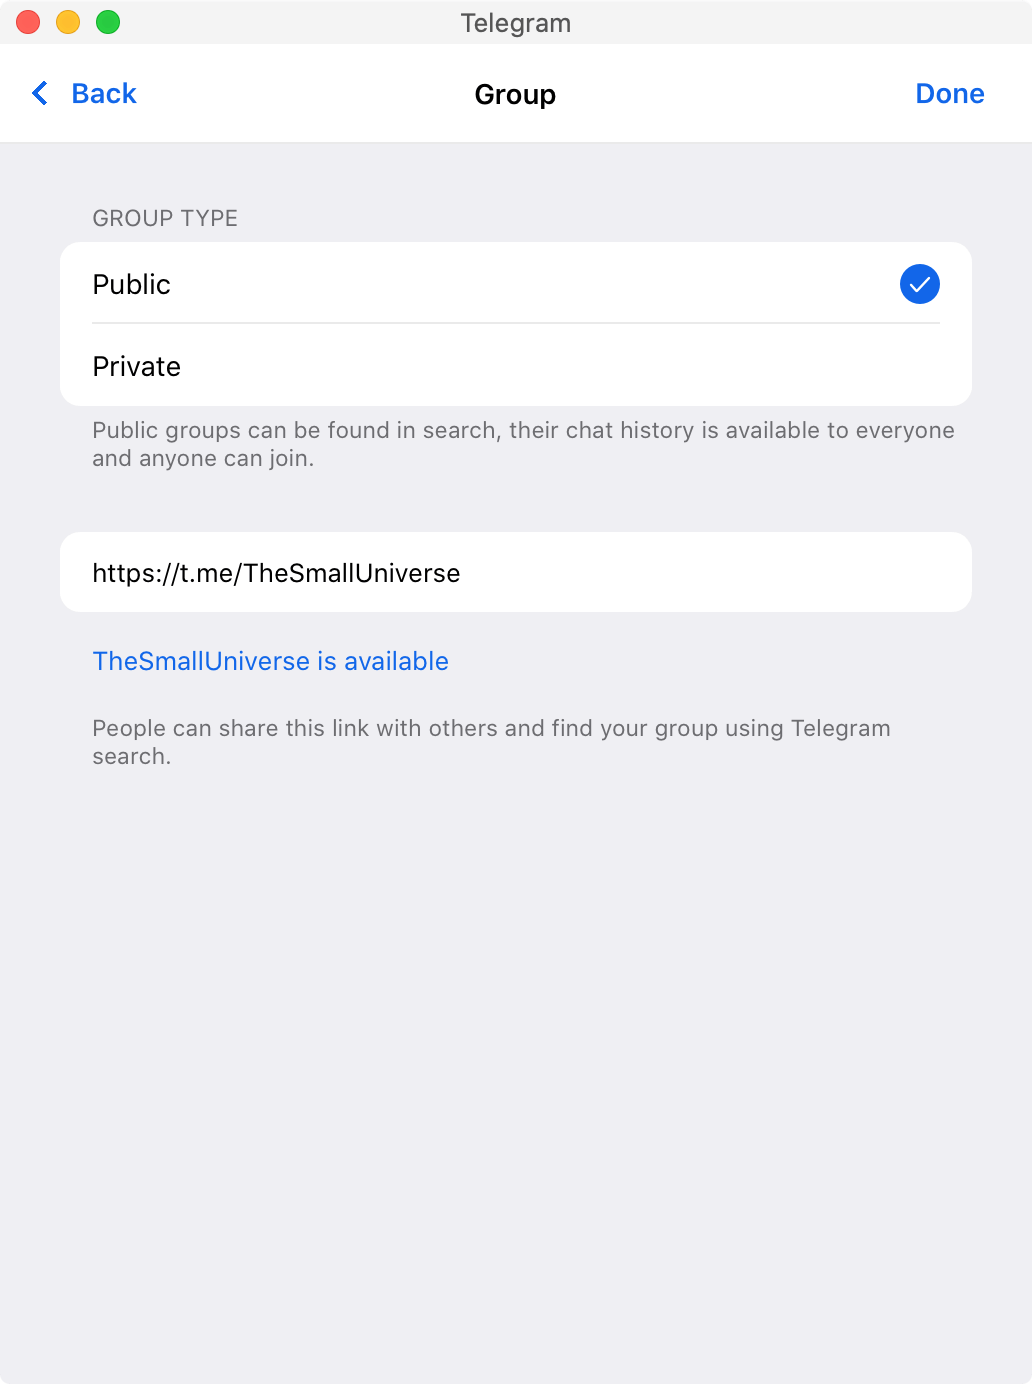 Telegram
Back
Group
Done
GROUP TYPE
Public
Private
Public groups can be found in search, their chat history is available to everyone
and anyone can join.
https://t.me/TheSmallUniverse
TheSmallUniverse is available
People can share this link with others and find your group using Telegram
search.